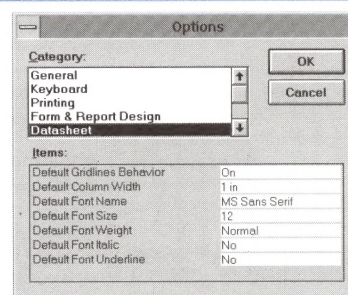 Options
Category:
General
Keyboard
Printing
Form & Report Design
Datasheet
OK
Cancel
Items:
Default Gridlines Behavior On
Default Column Width 1 in
Default Font Name MS Sans Serif
Default Font Size 12
Default Font Weight Normal
Default Font Italic No
Default Font Underline No